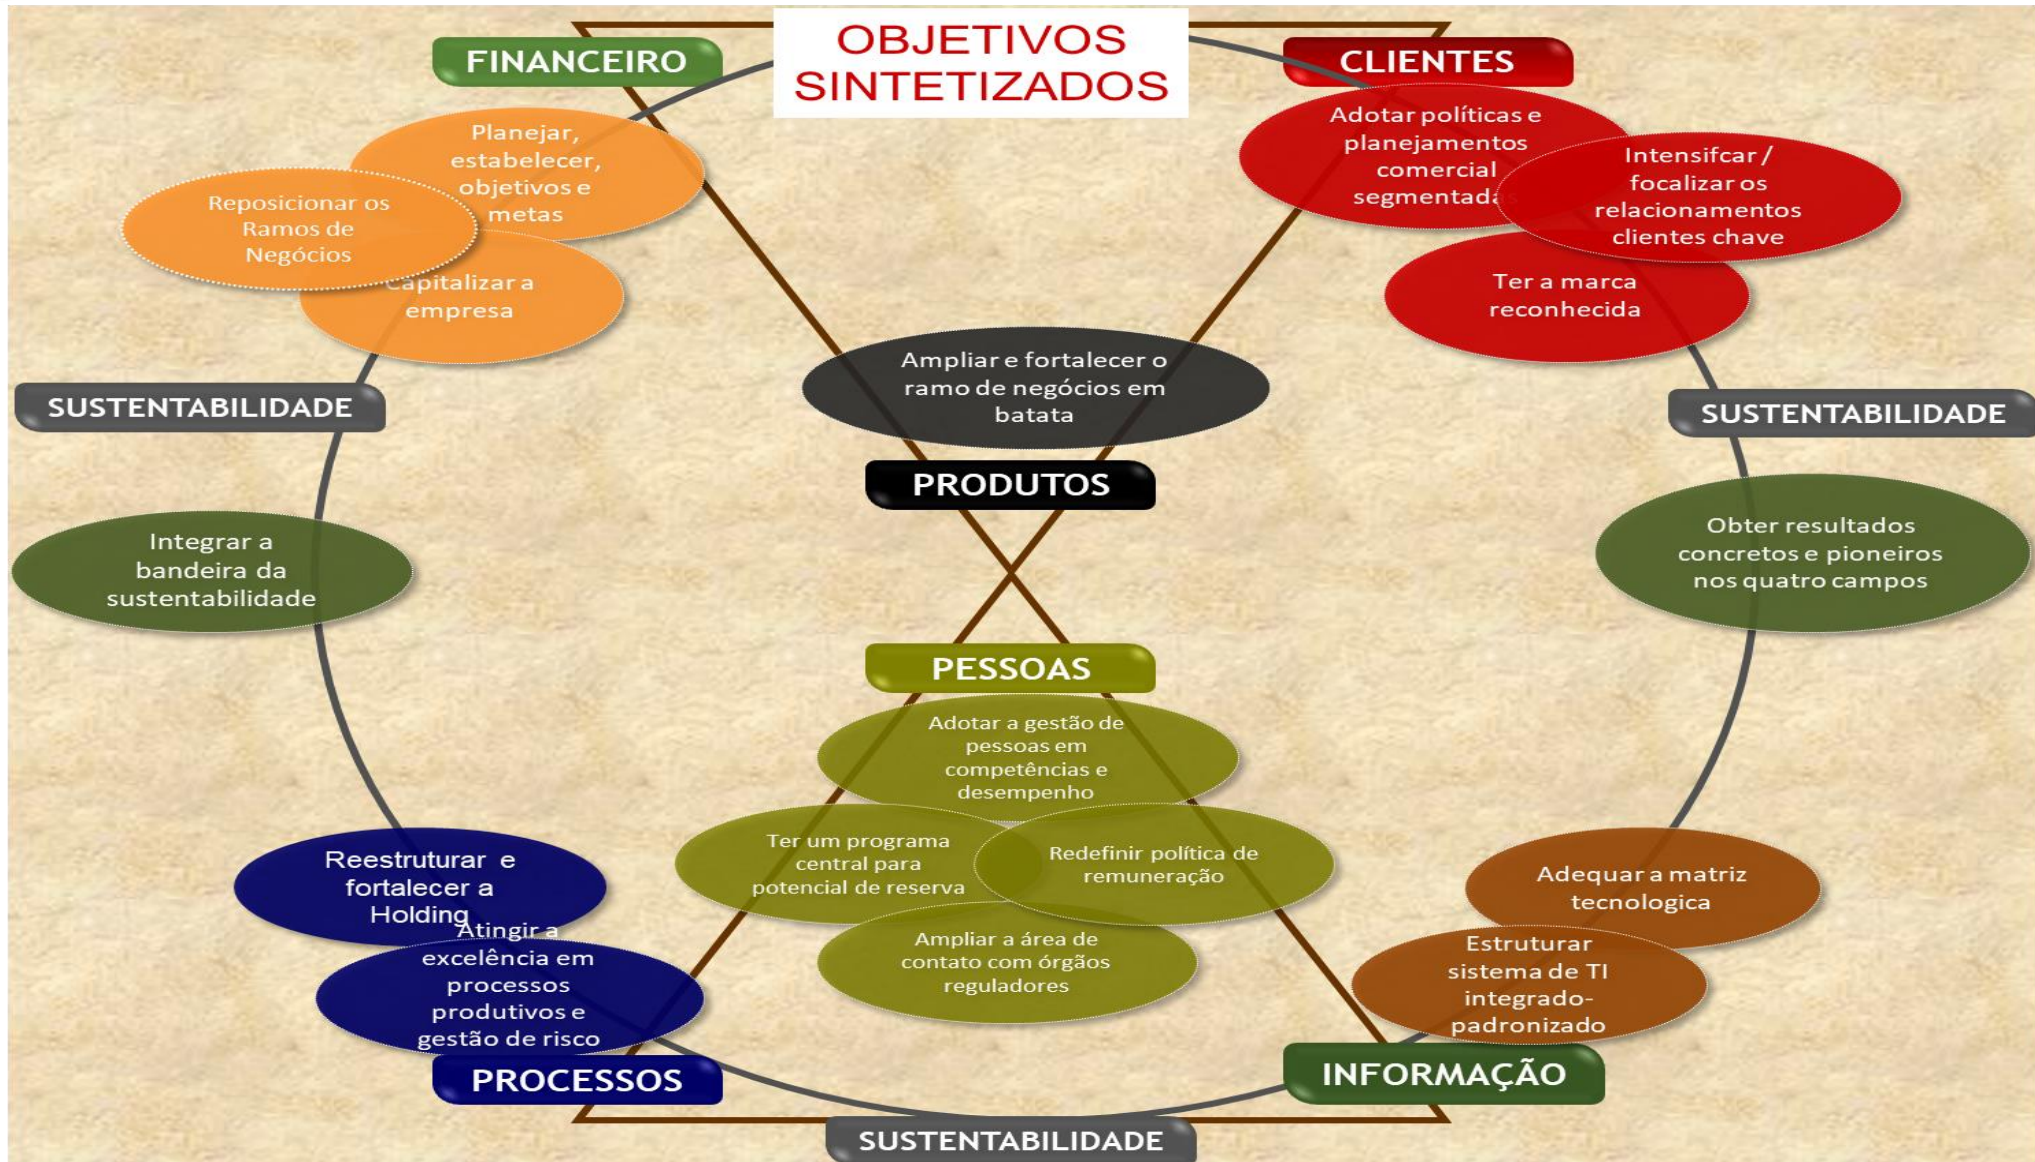 OBJETIVOS
SINTETIZADOS
FINANCEIRO
Planejar,
estabelecer,
objetivos e
metas
Reposicionar os
Ramos de
Negócios
Capitalizar a
empresa
CLIENTES
Adotar políticas e
planejamentos
comercial
segmentadas
Intensifcar /
focalizar os
relacionamentos
clientes chave
Ter a marca
reconhecida
Ampliar e fortalecer o
ramo de negócios em
batata
PRODUTOS
SUSTENTABILIDADE
Integrar a
bandeira da
sustentabilidade
SUSTENTABILIDADE
Obter resultados
concretos e pioneiros
nos quatro campos
PESSOAS
Adotar a gestão de
pessoas em
competências e
desempenho
Ter um programa
central para
potencial de reserva
Redefinir política de
remuneração
Ampliar a área de
contato com órgãos
reguladores
Reestruturar e
fortalecer a
Holding
Atingir a
excelência em
processos
produtivos e
gestão de risco
PROCESSOS
Adequar a matriz
tecnologica
Estruturar
sistema de TI
integrado-
padronizado
INFORMAÇÃO
SUSTENTABILIDADE